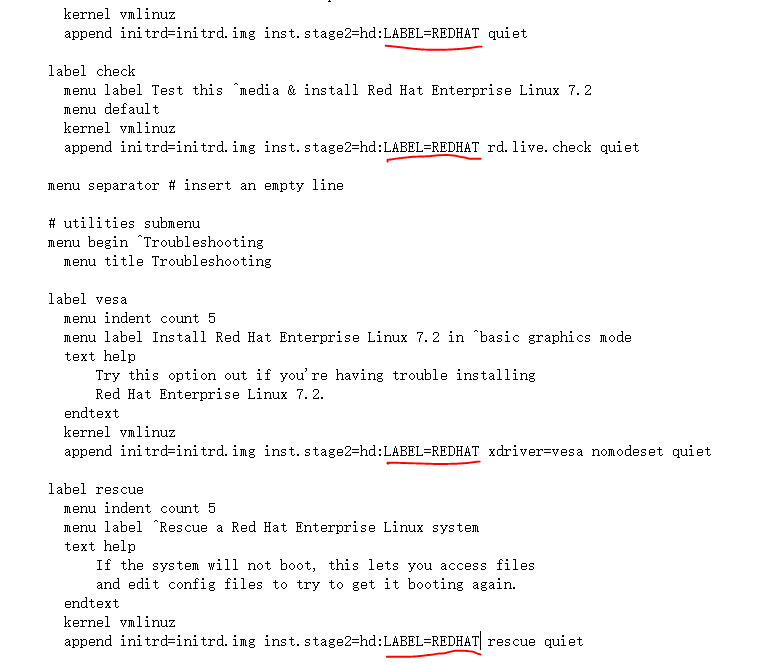 kernel vmlinuz
append initrd=initrd.img inst.stage2=hd:LABEL=REDHAT quiet
label check
menu label Test this ^media & install Red Hat Enterprise Linux 7.2
menu default
kernel vmlinuz
append initrd=initrd.img inst.stage2=hd:LABEL=REDHAT rd.live.check quiet
menu separator # insert an empty line
# utilities submenu
menu begin ^Troubleshooting
menu title Troubleshooting
label vesa
menu indent count 5
menu label Install Red Hat Enterprise Linux 7.2 in ^basic graphics mode
text help
Try this option out if you're having trouble installing
Red Hat Enterprise Linux 7.2.
endtext
kernel vmlinuz
append initrd=initrd.img inst.stage2=hd:LABEL=REDHAT xdriver=vesa nomodeset quiet
label rescue
menu indent count 5
menu label ^Rescue a Red Hat Enterprise Linux system
text help
If the system will not boot, this lets you access files
and edit config files to try to get it booting again.
endtext
kernel vmlinuz
append initrd=initrd.img inst.stage2=hd:LABEL=REDHAT rescue quiet